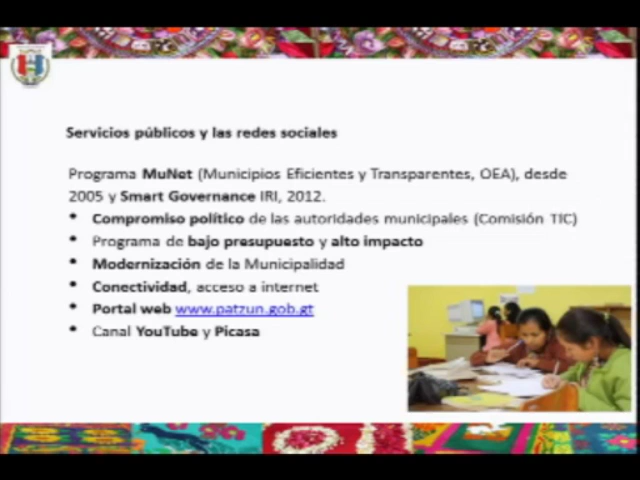 Servicios públicos y las redes sociales
Programa MuNet (Municipios Eficientes y Transparentes, OEA), desde
2005 y Smart Governance IRI, 2012.
• Compromiso político de las autoridades municipales (Comisión TIC)
• Programa de bajo presupuesto y alto impacto
• Modernización de la Municipalidad
• Conectividad, acceso a internet
• Portal web www.patzun.gob.gt
• Canal YouTube y Picasa